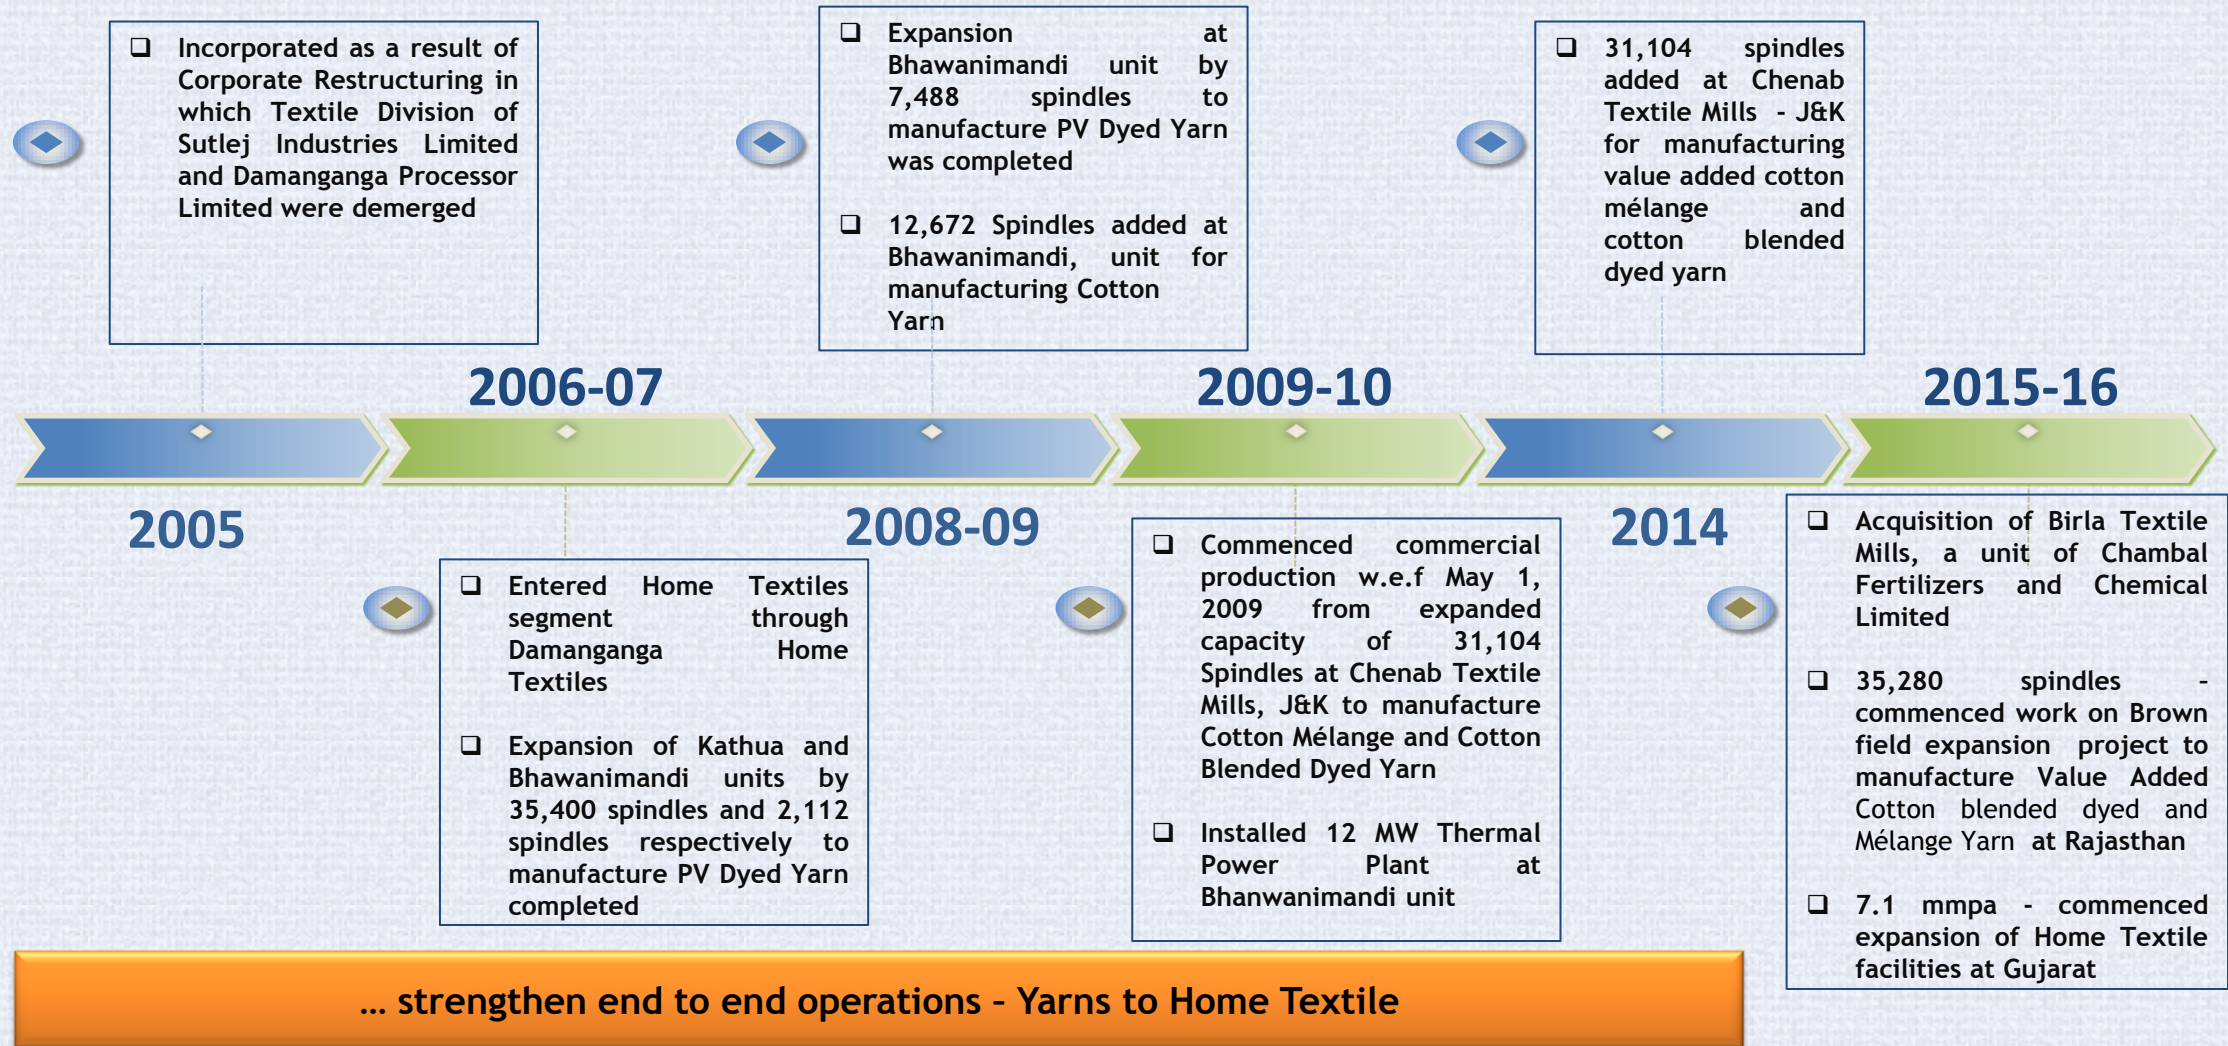 ❑ Incorporated as a result of
Corporate Restructuring in
which Textile Division of
Sutlej Industries Limited
and Damanganga Processor
Limited were demerged
❑ Expansion at
Bhawanimandi unit by
7,488 spindles to
manufacture PV Dyed Yarn
was completed
❑ 12,672 Spindles added at
Bhawanimandi, unit for
manufacturing Cotton
Yarn
❑ 31,104 spindles
added at Chenab
Textile Mills - J&K
for manufacturing
value added cotton
mélange and
cotton blended
dyed yarn
2006-07
2009-10
2015-16
2005
2008-09
2014
❑ Entered Home Textiles
segment through
Damanganga Home
Textiles
❑ Expansion of Kathua and
Bhawanimandi units by
35,400 spindles and 2,112
spindles respectively to
manufacture PV Dyed Yarn
completed
❑ Commenced commercial
production w.e.f May 1,
2009 from expanded
capacity of 31,104
Spindles at Chenab Textile
Mills, J&K to manufacture
Cotton Mélange and Cotton
Blended Dyed Yarn
❑ Installed 12 MW Thermal
Power Plant at
Bhanwanimandi unit
❑ Acquisition of Birla Textile
Mills, a unit of Chambal
Fertilizers and Chemical
Limited
❑ 35,280 spindles –
commenced work on Brown
field expansion project to
manufacture Value Added
Cotton blended dyed and
Mélange Yarn at Rajasthan
❑ 7.1 mmpa - commenced
expansion of Home Textile
facilities at Gujarat
… strengthen end to end operations – Yarns to Home Textile